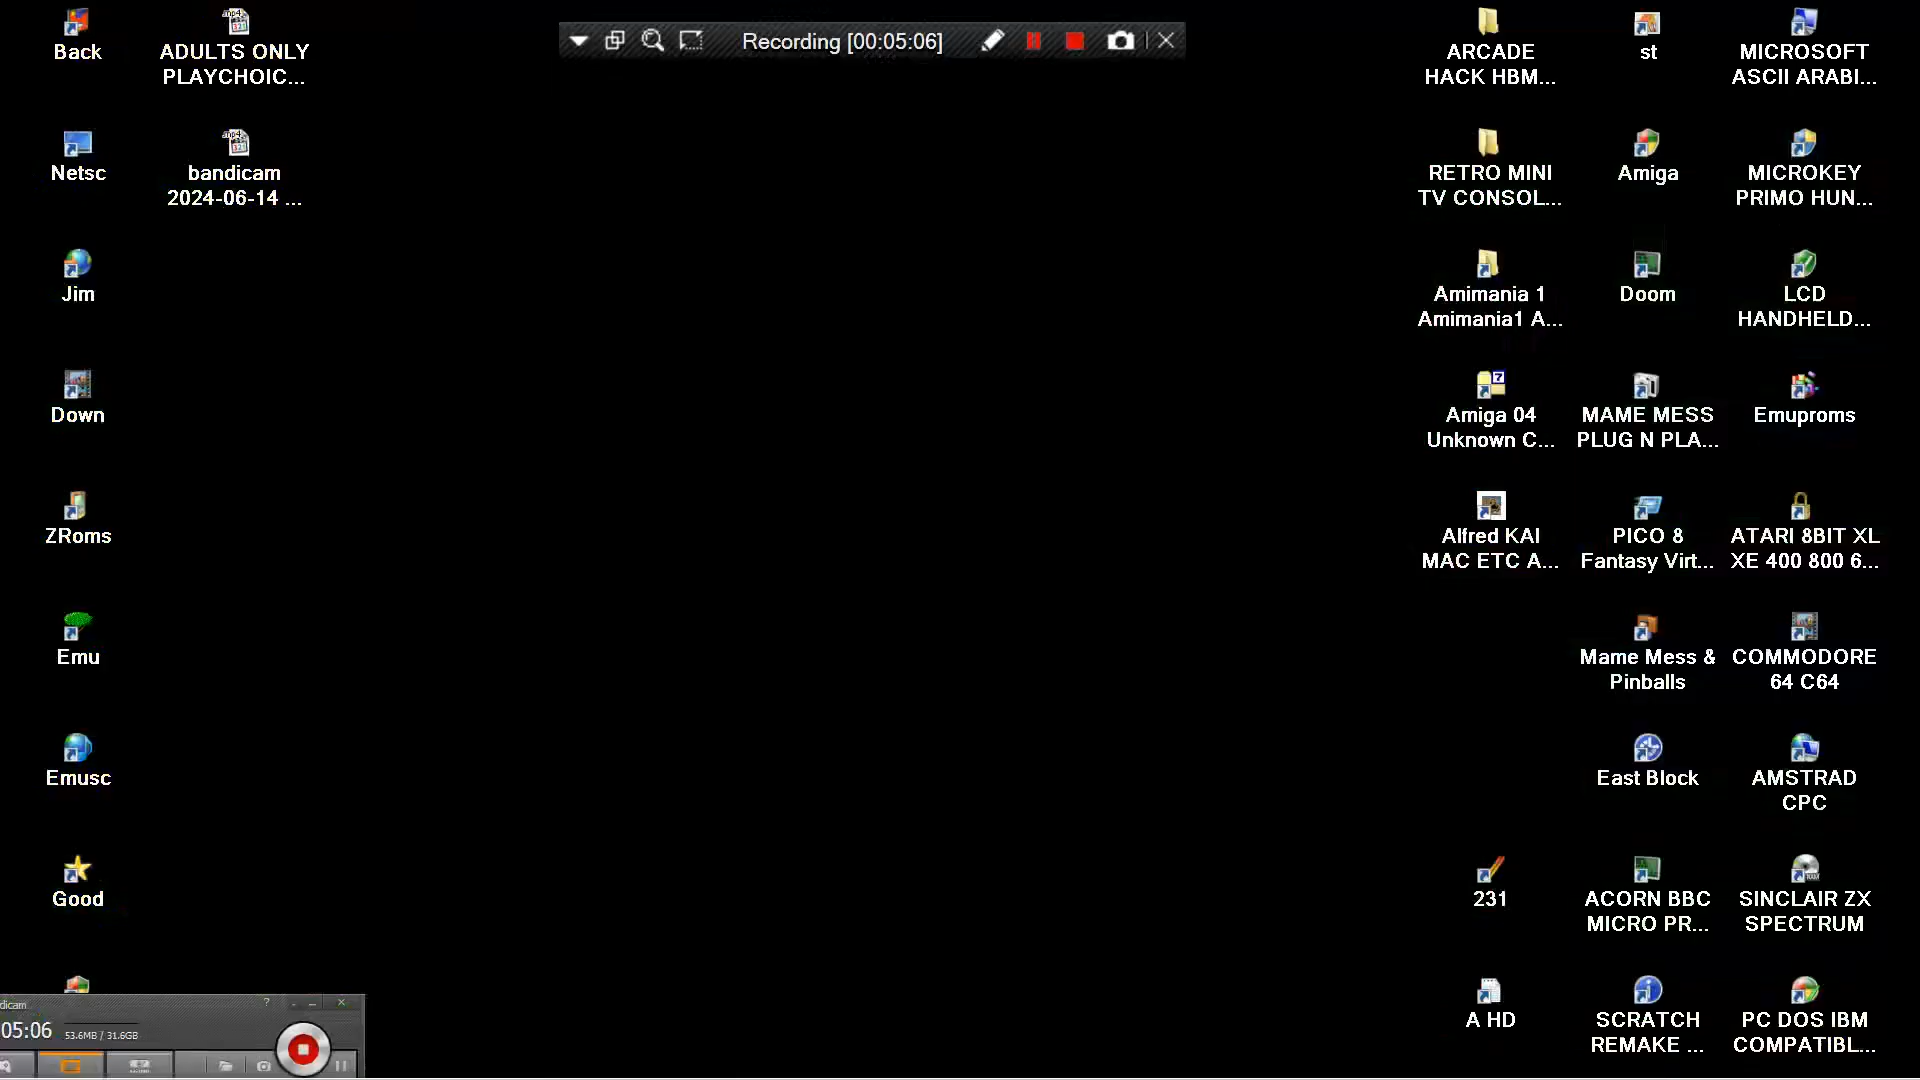 Recording [00:05:06]
Back
ADULTS ONLY
PLAYCHOIC...
Netsc
bandicam
2024-06-14 ...
Jim
Down
ZRoms
Emu
Emusc
Good
ARCADE
HACK HBM...
st
MICROSOFT
ASCII ARABI...
RETRO MINI
TV CONSOL...
Amiga
MICROKEY
PRIMO HUN...
Amimania 1
Amimania1 A...
Doom
LCD
HANDHELD...
Amiga 04
Unknown C...
MAME MESS
PLUG N PLA...
Emuproms
Alfred KAI
MAC ETC A...
PICO 8
Fantasy Virt...
ATARI 8BIT XL
XE 400 800 6...
Mame Mess &
Pinballs
COMMODORE
64 C64
East Block
AMSTRAD
CPC
231
ACORN BBC
MICRO PR...
SINCLAIR ZX
SPECTRUM
A HD
SCRATCH
REMAKE ...
PC DOS IBM
COMPATIBL...
dicam
05:06
53.6MB / 31.6GB